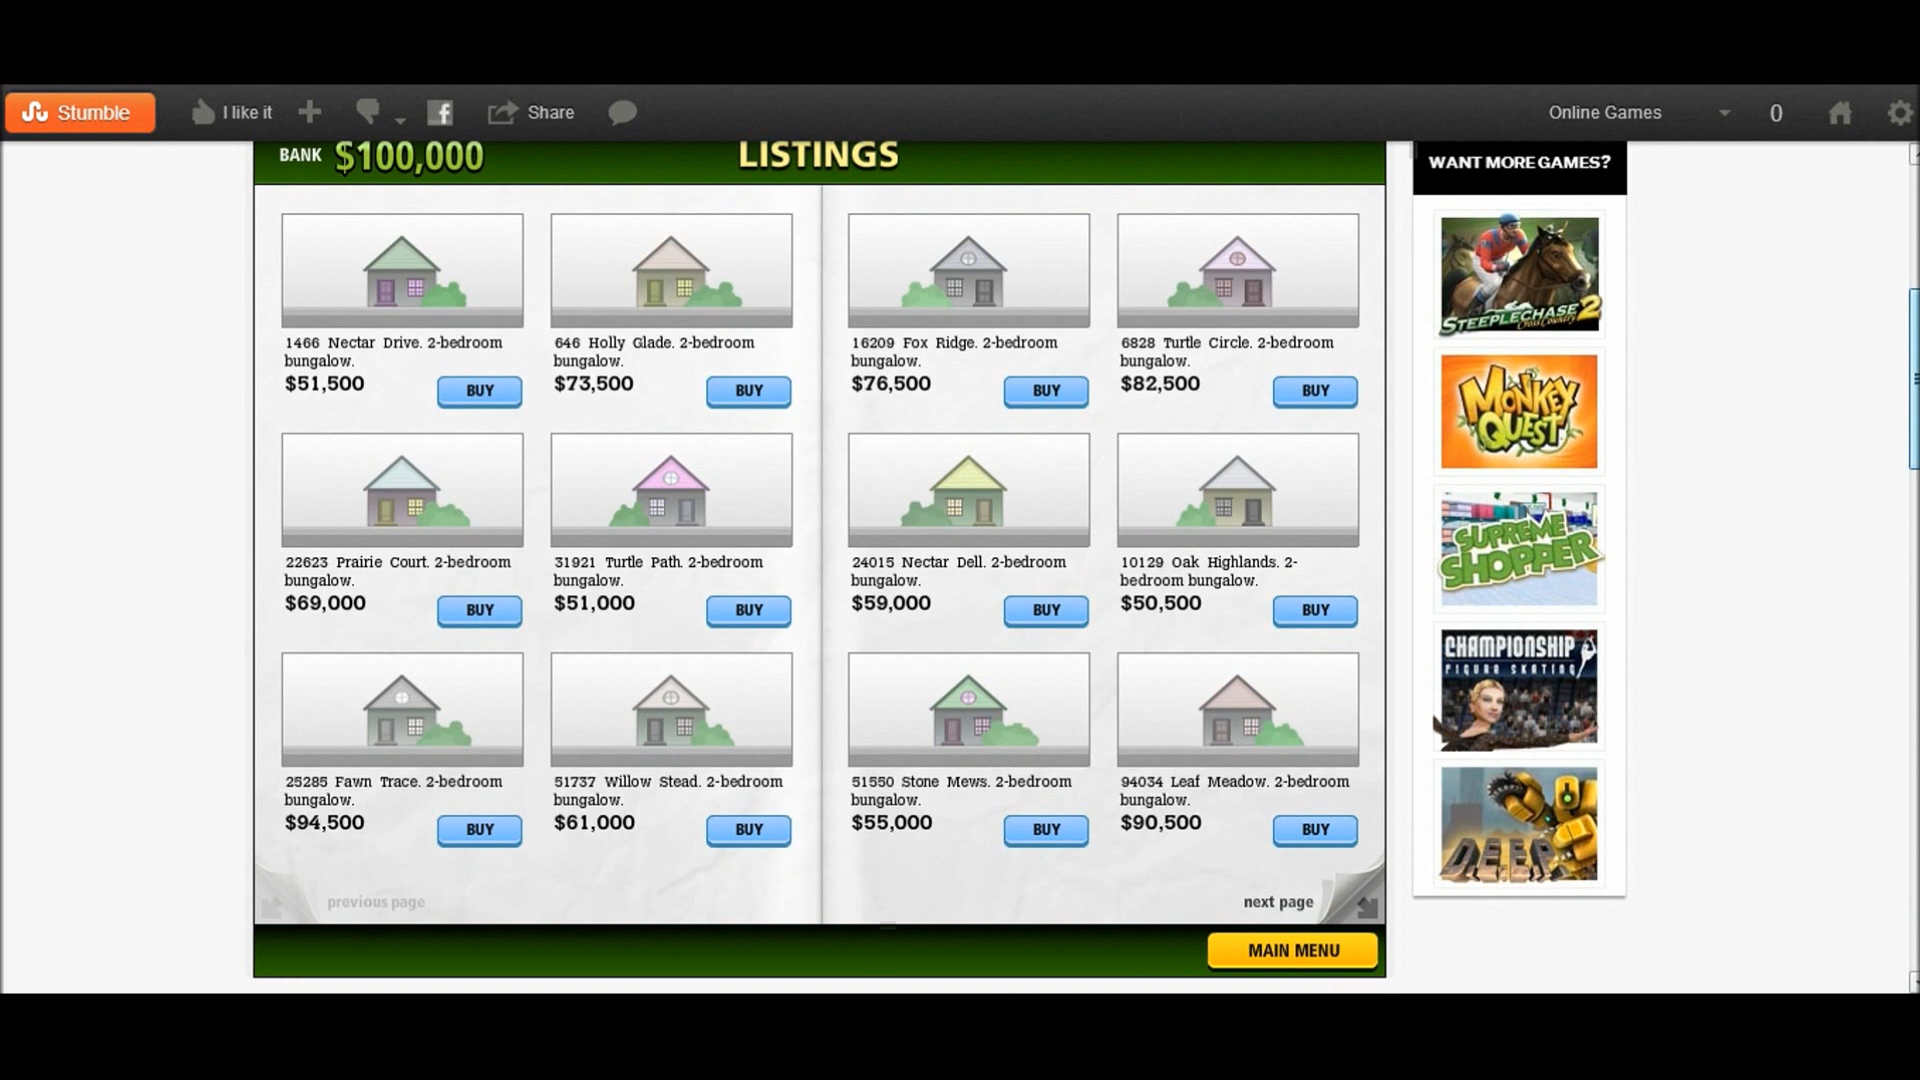 Stumble
I like it
Share
Online Games
0
BANK $100,000
LISTINGS
WANT MORE GAMES?
1466 Nectar Drive. 2-bedroom
bungalow.
$51,500
BUY
646 Holly Glade. 2-bedroom
bungalow.
$73,500
BUY
16209 Fox Ridge. 2-bedroom
bungalow.
$76,500
BUY
6828 Turtle Circle. 2-bedroom
bungalow.
$82,500
BUY
22623 Prairie Court. 2-bedroom
bungalow.
$69,000
BUY
31921 Turtle Path. 2-bedroom
bungalow.
$51,000
BUY
24015 Nectar Dell. 2-bedroom
bungalow.
$59,000
BUY
10129 Oak Highlands. 2-
bedroom bungalow.
$50,500
BUY
25285 Fawn Trace. 2-bedroom
bungalow.
$94,500
BUY
51737 Willow Stead. 2-bedroom
bungalow.
$61,000
BUY
51550 Stone Mews. 2-bedroom
bungalow.
$55,000
BUY
94034 Leaf Meadow. 2-bedroom
bungalow.
$90,500
BUY
previous page
next page
MAIN MENU
STEEPLECHASE 2
Cross Country
MONKEY
QUEST
SUPREME
SHOPPER
CHAMPIONSHIP
FIGURE SKATING
DEEP